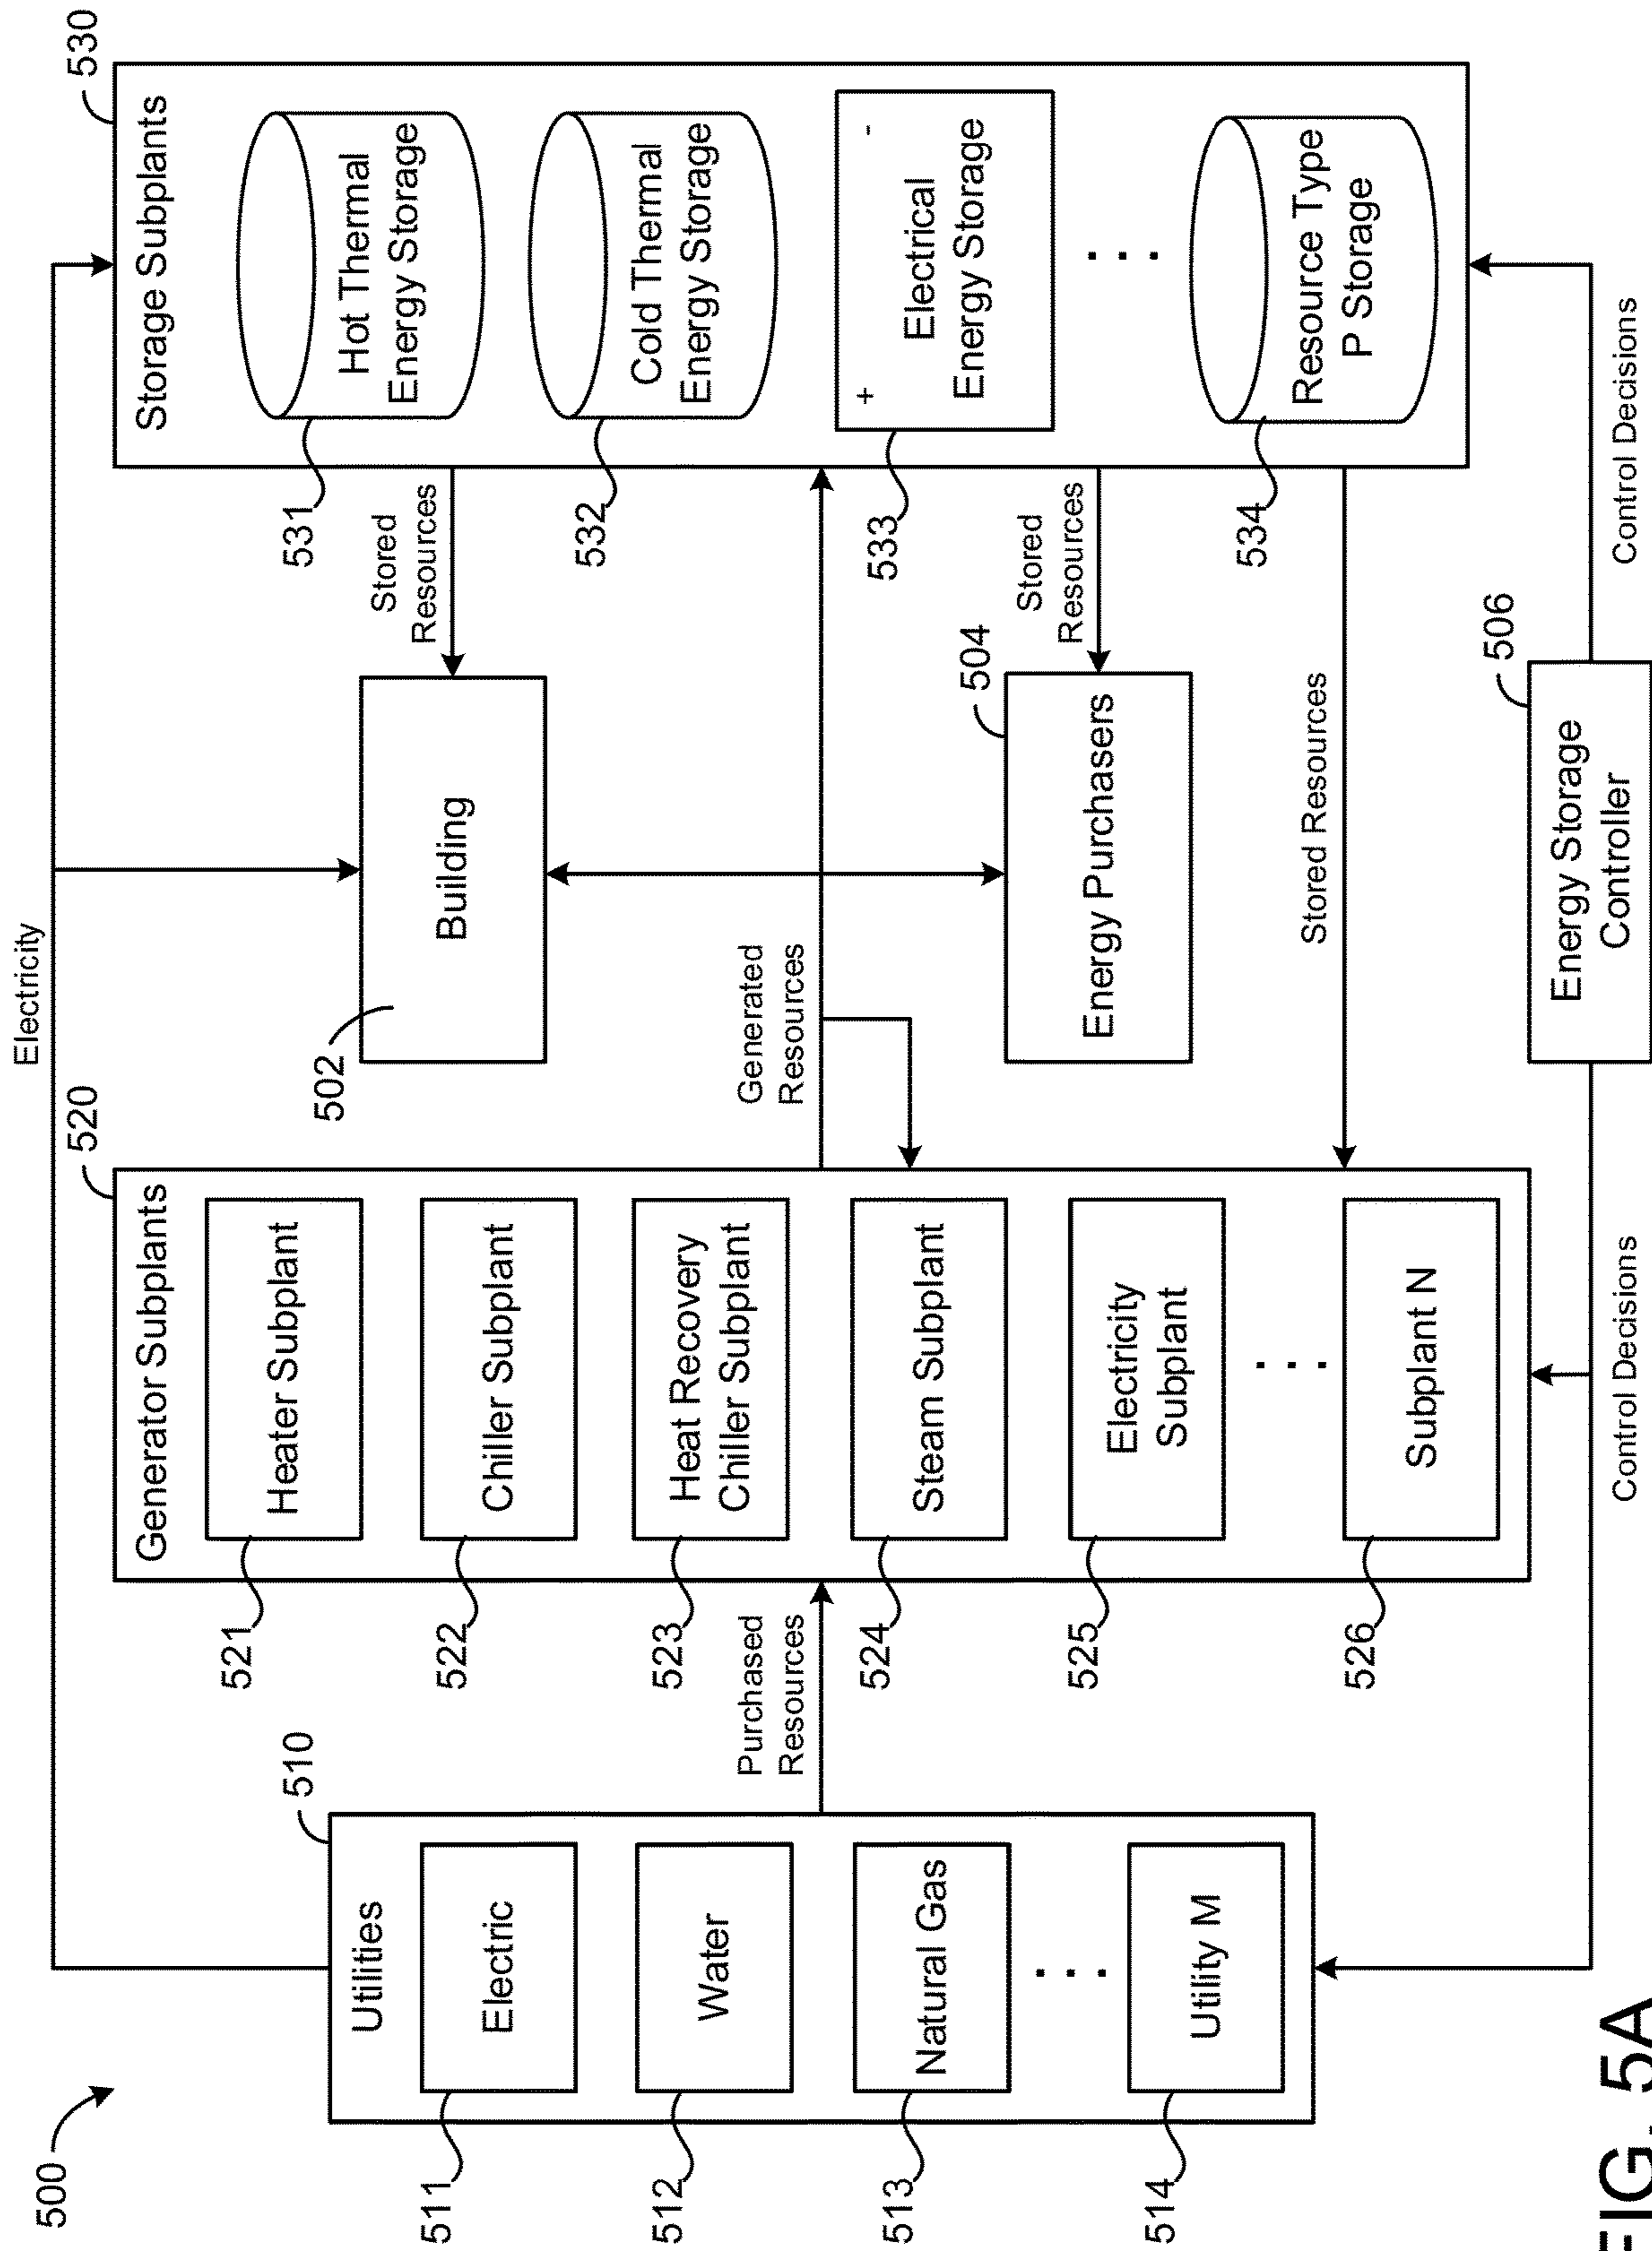 500
Electricity
510
Utilities
511
Electric
512
Water
513
Natural Gas
. . .
514
Utility M
Purchased
Resources
520
Generator Subplants
521
Heater Subplant
522
Chiller Subplant
523
Heat Recovery
Chiller Subplant
524
Steam Subplant
525
Electricity
Subplant
. . .
526
Subplant N
Generated
Resources
502
Building
504
Energy Purchasers
Stored
Resources
Stored
Resources
Stored Resources
530
Storage Subplants
531
Hot Thermal
Energy Storage
532
Cold Thermal
Energy Storage
533
+ -
Electrical
Energy Storage
. . .
534
Resource Type
P Storage
506
Energy Storage
Controller
Control Decisions
Control Decisions
FIG. 5A